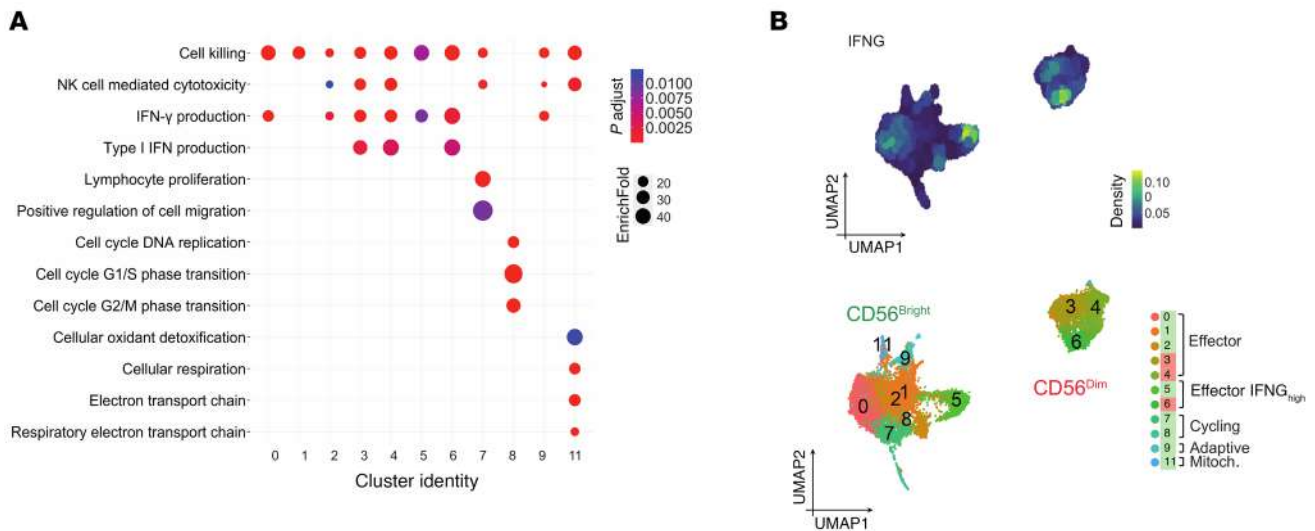 A
Cell killing
NK cell mediated cytotoxicity
IFN-γ production
Type I IFN production
Lymphocyte proliferation
Positive regulation of cell migration
Cell cycle DNA replication
Cell cycle G1/S phase transition
Cell cycle G2/M phase transition
Cellular oxidant detoxification
Cellular respiration
Electron transport chain
Respiratory electron transport chain
0 1 2 3 4 5 6 7 8 9 11
Cluster identity
P adjust
0.0100
0.0075
0.0050
0.0025
EnrichFold
20
30
40
B
IFNG
UMAP2
UMAP1
Density
0.10
0
0.05
CD56Bright
11
9
1
2
0
5
8
7
UMAP2
UMAP1
3 4
6
CD56Dim
0
1
2
3
4
Effector
5
6
Effector IFNGhigh
7
8
Cycling
9 Adaptive
11 Mitoch.